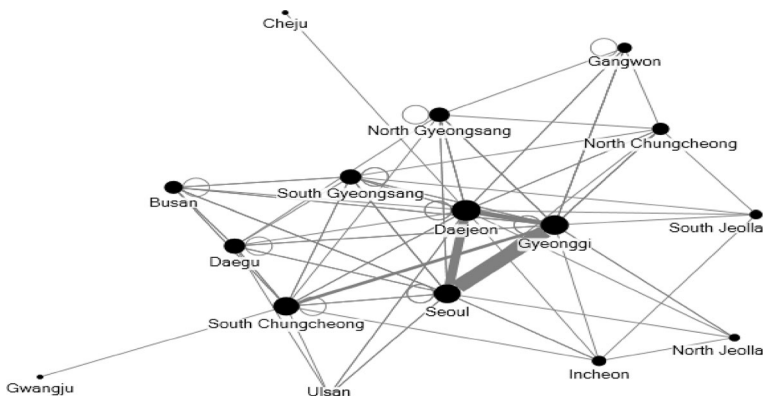 Cheju
Gangwon
North Gyeongsang
North Chungcheong
South Gyeongsang
Busan
Daejeon
South Jeolla
Gyeonggi
Daegu
Seoul
South Chungcheong
North Jeolla
Incheon
Gwangju
Ulsan